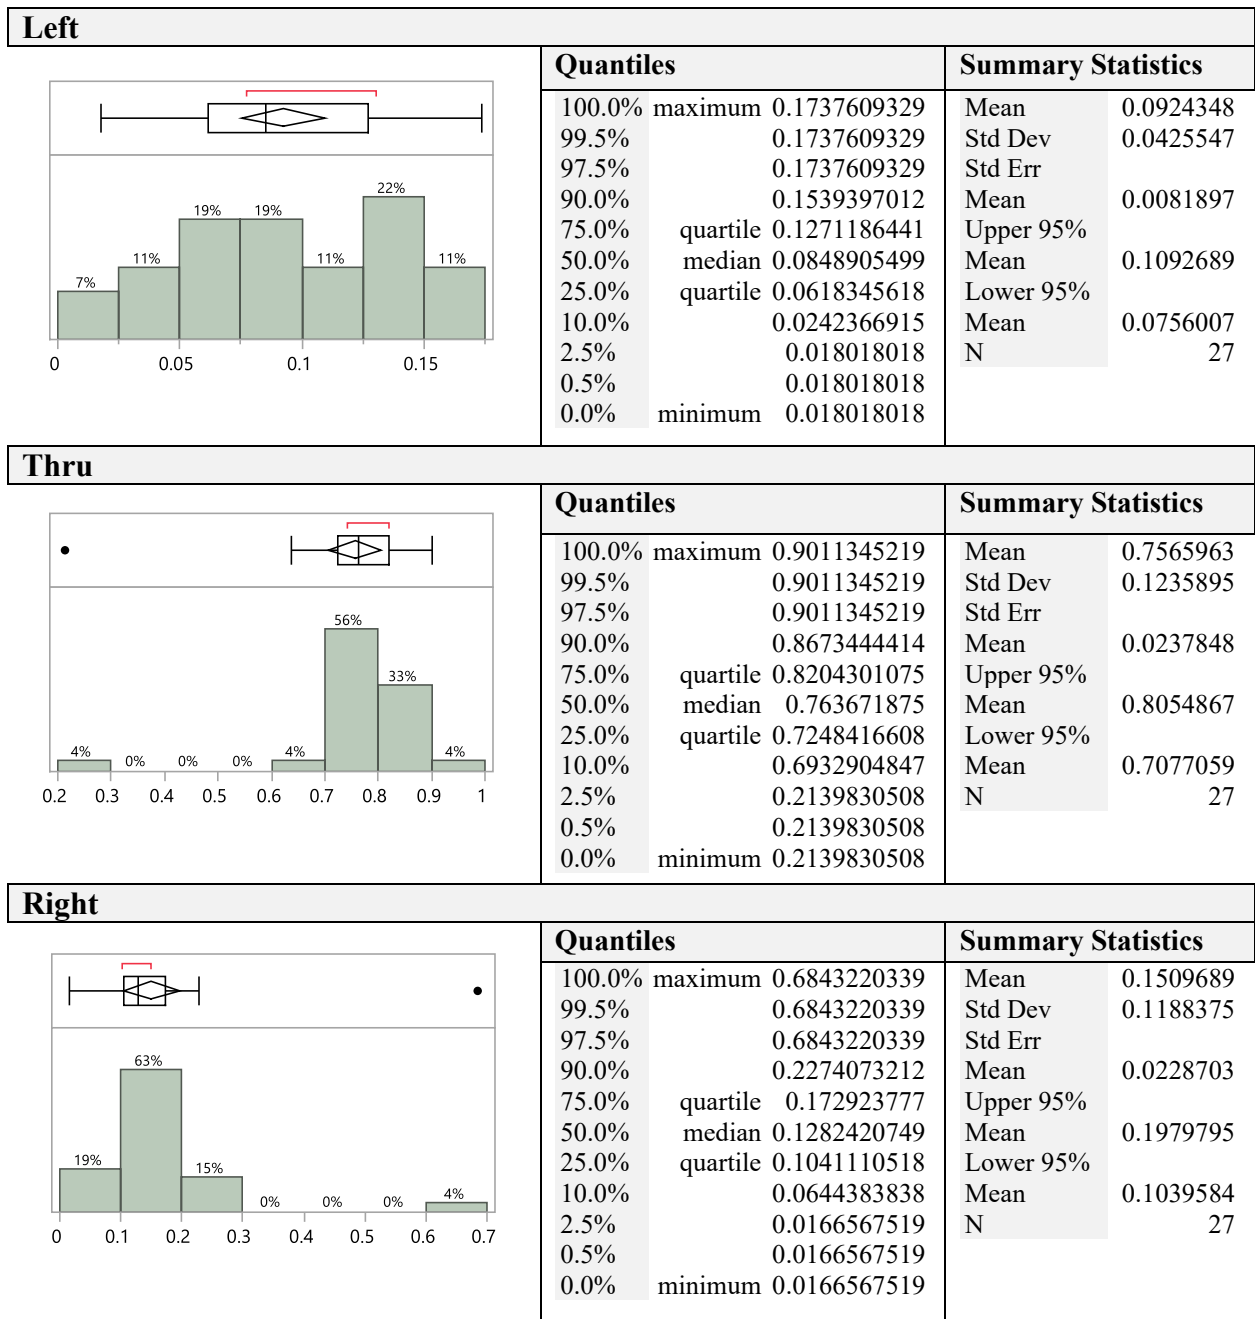 Left
Quantiles
Summary Statistics
100.0% maximum 0.1737609329
99.5% 0.1737609329
97.5% 0.1737609329
90.0% 0.1539397012
75.0% quartile 0.1271186441
50.0% median 0.0848905499
25.0% quartile 0.0618345618
10.0% 0.0242366915
2.5% 0.018018018
0.5% 0.018018018
0.0% minimum 0.018018018
Mean 0.0924348
Std Dev 0.0425547
Std Err
Mean 0.0081897
Upper 95%
Mean 0.1092689
Lower 95%
Mean 0.0756007
N 27
7% 11% 19% 19% 11% 22% 11%
0 0.05 0.1 0.15
Thru
Quantiles
Summary Statistics
100.0% maximum 0.9011345219
99.5% 0.9011345219
97.5% 0.9011345219
90.0% 0.8673444414
75.0% quartile 0.8204301075
50.0% median 0.763671875
25.0% quartile 0.7248416608
10.0% 0.6932904847
2.5% 0.2139830508
0.5% 0.2139830508
0.0% minimum 0.2139830508
Mean 0.7565963
Std Dev 0.1235895
Std Err
Mean 0.0237848
Upper 95%
Mean 0.8054867
Lower 95%
Mean 0.7077059
N 27
4% 0% 0% 0% 4% 56% 33% 4%
0.2 0.3 0.4 0.5 0.6 0.7 0.8 0.9 1
Right
Quantiles
Summary Statistics
100.0% maximum 0.6843220339
99.5% 0.6843220339
97.5% 0.6843220339
90.0% 0.2274073212
75.0% quartile 0.172923777
50.0% median 0.1282420749
25.0% quartile 0.1041110518
10.0% 0.0644383838
2.5% 0.0166567519
0.5% 0.0166567519
0.0% minimum 0.0166567519
Mean 0.1509689
Std Dev 0.1188375
Std Err
Mean 0.0228703
Upper 95%
Mean 0.1979795
Lower 95%
Mean 0.1039584
N 27
19% 63% 15% 0% 0% 0% 4%
0 0.1 0.2 0.3 0.4 0.5 0.6 0.7